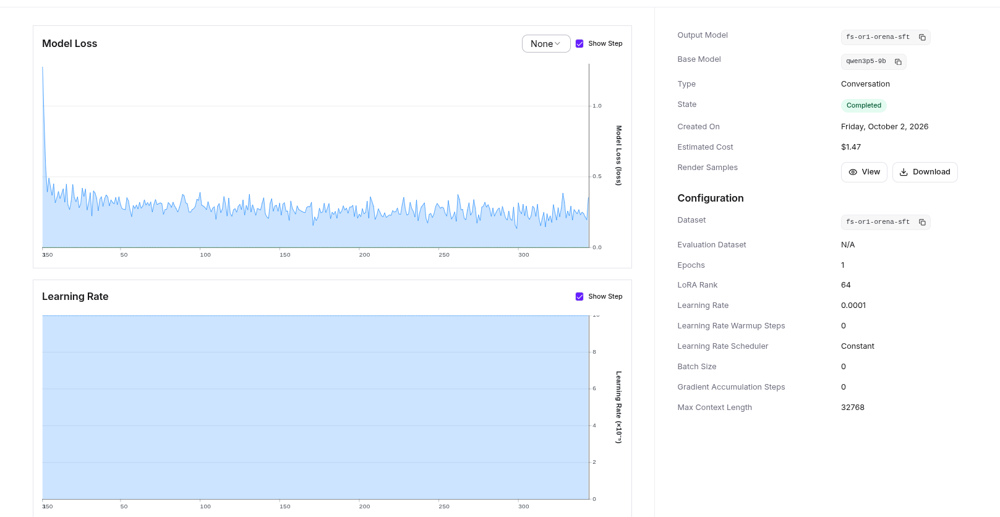 Model Loss
None
Show Step
1.0
0.5
0.0
Model Loss (loss)
50
100
150
200
250
300
350
Learning Rate
Show Step
10
8
6
4
2
0
Learning Rate (×10⁻⁵)
50
100
150
200
250
300
350
Output Model
fs-or1-orena-sft
Base Model
qwen3p5-9b
Type
Conversation
State
Completed
Created On
Friday, October 2, 2026
Estimated Cost
$1.47
Render Samples
View
Download
Configuration
Dataset
fs-or1-orena-sft
Evaluation Dataset
N/A
Epochs
1
LoRA Rank
64
Learning Rate
0.0001
Learning Rate Warmup Steps
0
Learning Rate Scheduler
Constant
Batch Size
0
Gradient Accumulation Steps
0
Max Context Length
32768